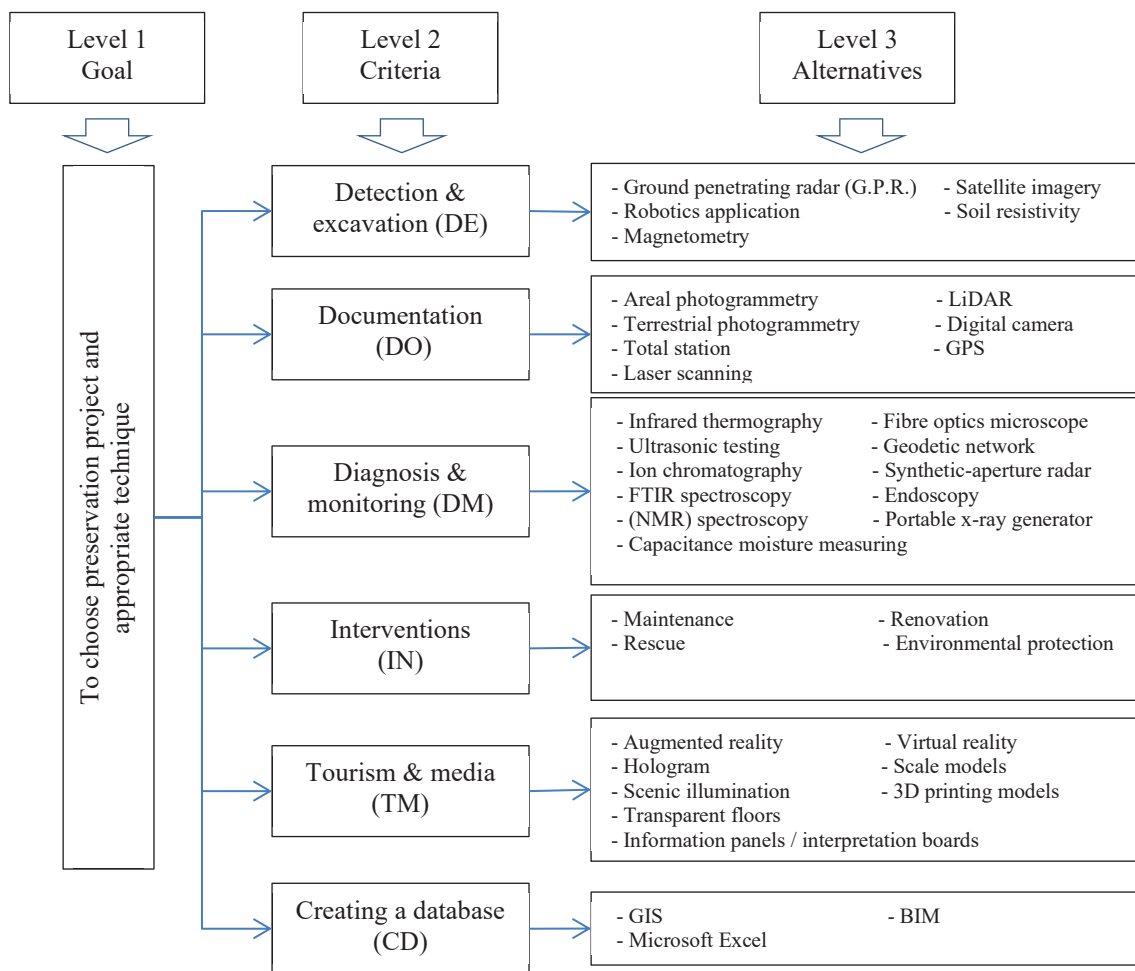 Level 1
Goal
Level 2
Criteria
Level 3
Alternatives
To choose preservation project and
appropriate technique
Detection &
excavation (DE)
- Ground penetrating radar (G.P.R.)
- Satellite imagery
- Robotics application
- Soil resistivity
- Magnetometry
Documentation
(DO)
- Areal photogrammetry
- LiDAR
- Terrestrial photogrammetry
- Digital camera
- Total station
- GPS
- Laser scanning
Diagnosis &
monitoring (DM)
- Infrared thermography
- Fibre optics microscope
- Ultrasonic testing
- Geodetic network
- Ion chromatography
- Synthetic-aperture radar
- FTIR spectroscopy
- Endoscopy
- (NMR) spectroscopy
- Portable x-ray generator
- Capacitance moisture measuring
Interventions
(IN)
- Maintenance
- Renovation
- Rescue
- Environmental protection
Tourism & media
(TM)
- Augmented reality
- Virtual reality
- Hologram
- Scale models
- Scenic illumination
- 3D printing models
- Transparent floors
- Information panels / interpretation boards
Creating a database
(CD)
- GIS
- BIM
- Microsoft Excel